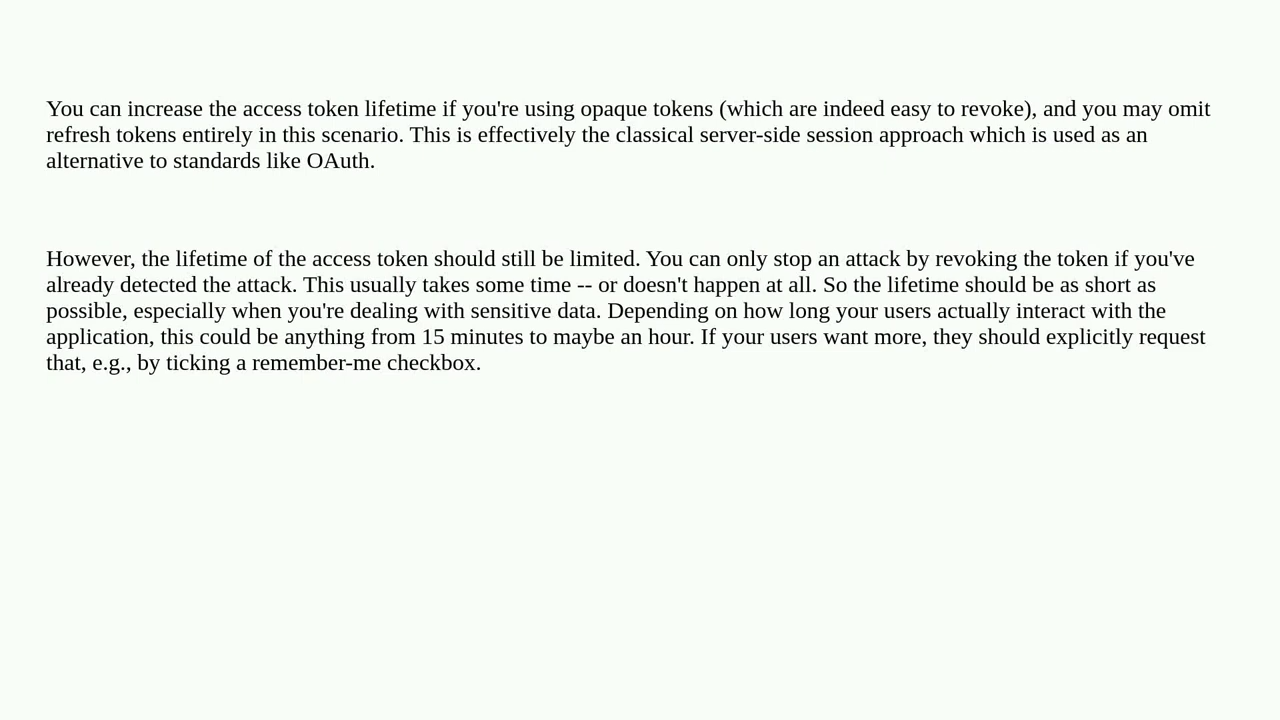 You can increase the access token lifetime if you're using opaque tokens (which are indeed easy to revoke), and you may omit
refresh tokens entirely in this scenario. This is effectively the classical server-side session approach which is used as an
alternative to standards like OAuth.
However, the lifetime of the access token should still be limited. You can only stop an attack by revoking the token if you've
already detected the attack. This usually takes some time -- or doesn't happen at all. So the lifetime should be as short as
possible, especially when you're dealing with sensitive data. Depending on how long your users actually interact with the
application, this could be anything from 15 minutes to maybe an hour. If your users want more, they should explicitly request
that, e.g., by ticking a remember-me checkbox.